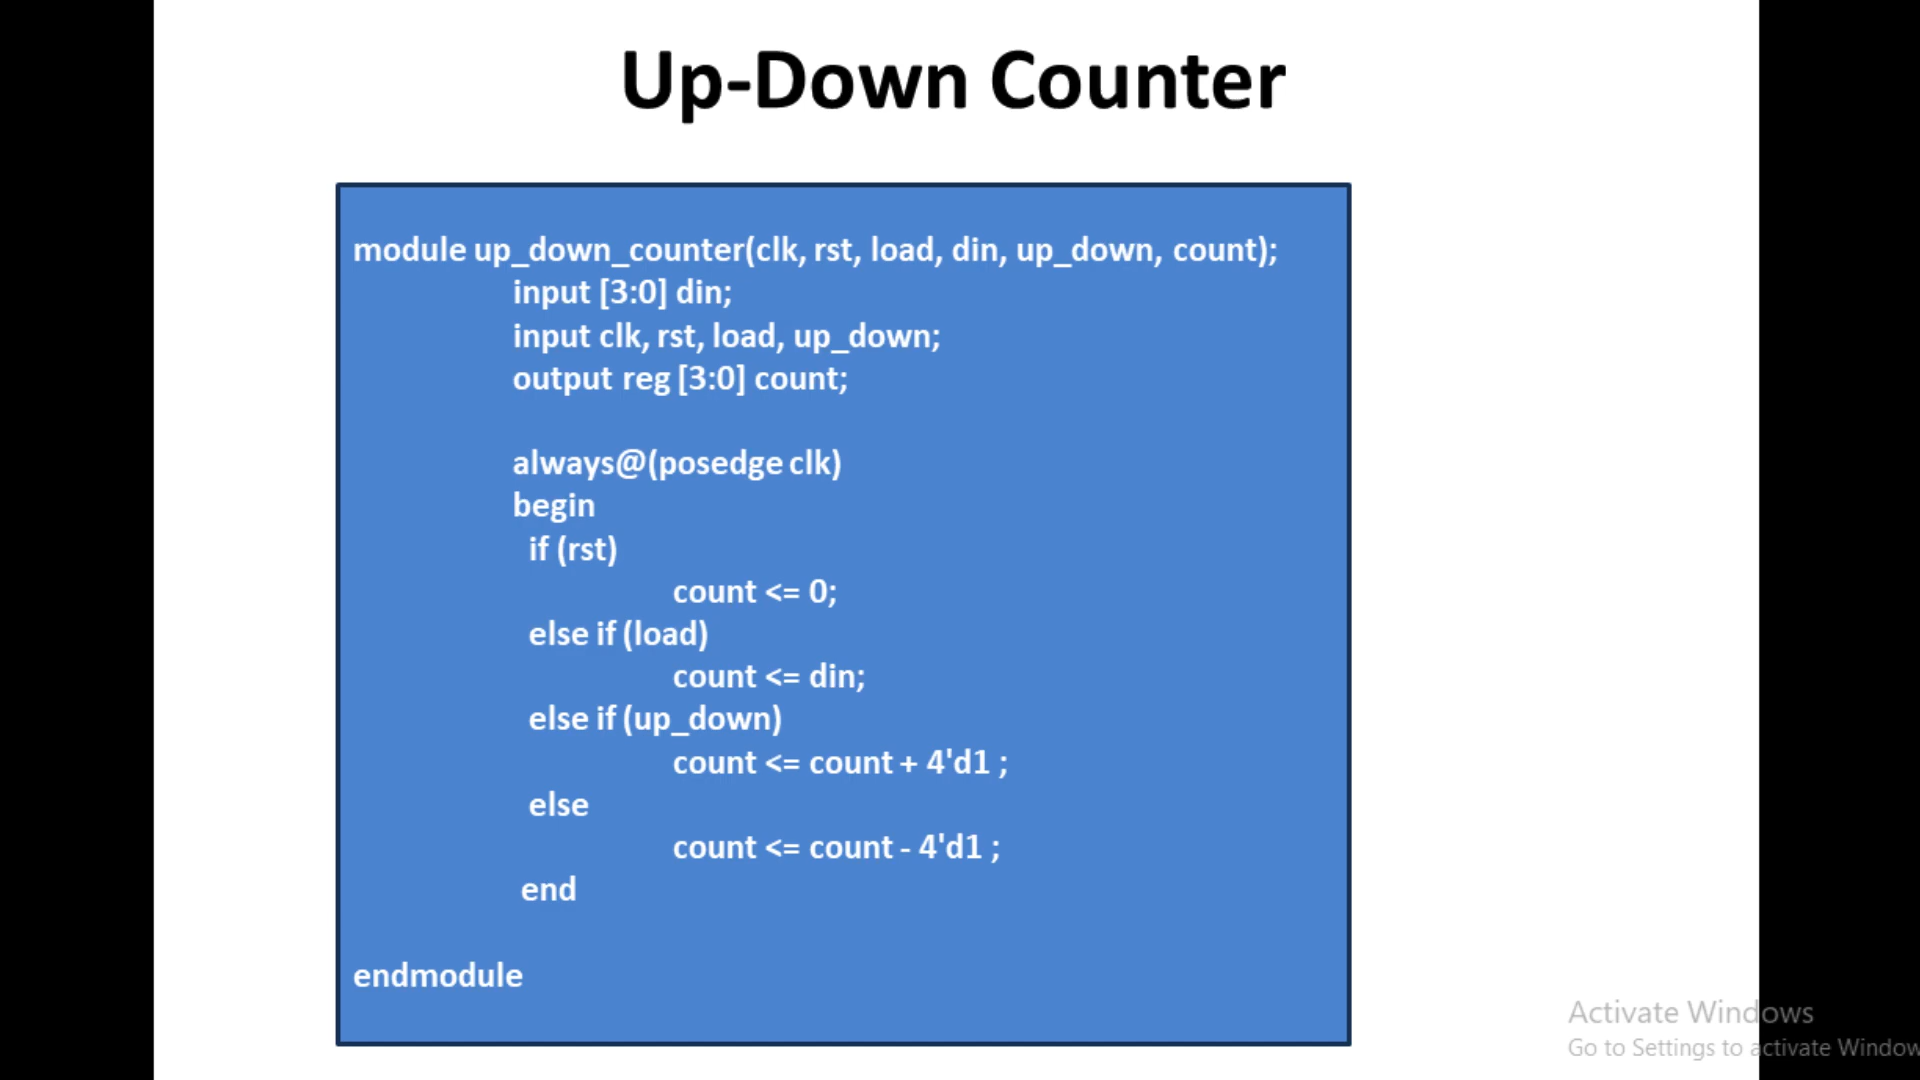 Up-Down Counter
module up_down_counter(clk, rst, load, din, up_down, count);
input [3:0] din;
input clk, rst, load, up_down;
output reg [3:0] count;
always@(posedge clk)
begin
if (rst)
count <= 0;
else if (load)
count <= din;
else if (up_down)
count <= count + 4'd1 ;
else
count <= count - 4'd1 ;
end
endmodule
Activate Windows
Go to Settings to activate Window